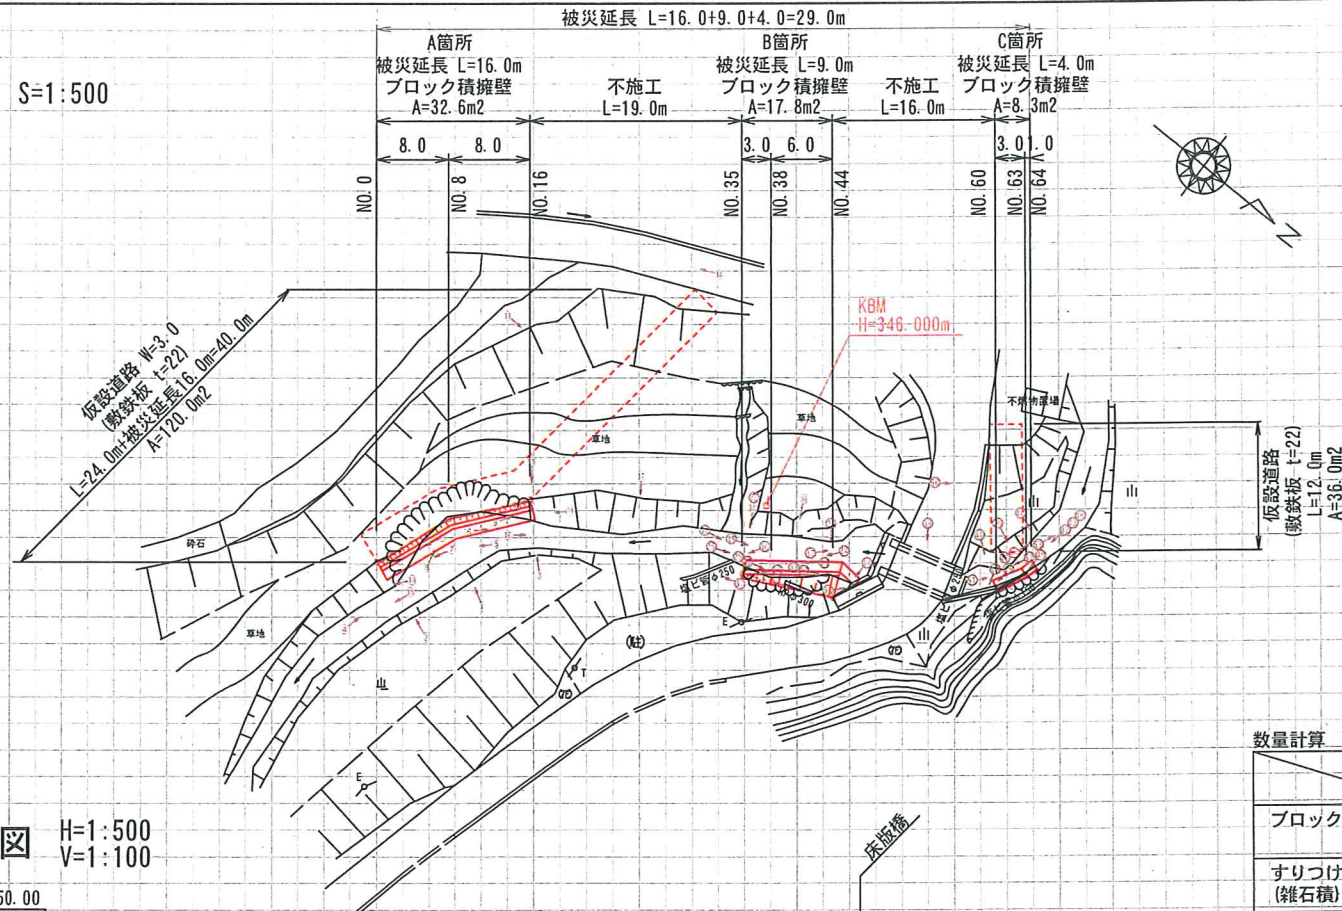 被災延長 L=16.0+9.0+4.0=29.0m
A箇所
被災延長 L=16.0m
ブロック積擁壁
A=32.6m2
不施工
L=19.0m
B箇所
被災延長 L=9.0m
ブロック積擁壁
A=17.8m2
不施工
L=16.0m
C箇所
被災延長 L=4.0m
ブロック積擁壁
A=8.3m2
S=1:500
8.0
8.0
3.0
6.0
3.0
1.0
NO.0
NO.8
NO.16
NO.35
NO.38
NO.44
NO.60
NO.63
NO.64
N
KBM
H=346.000m
仮設道路 W=3.0
(敷鉄板 t=22)
L=24.0m+被災延長16.0m=40.0m
A=120.0m2
不燃物置場
草地
草地
砕石
草地
山
山
山
山
仮設道路
(敷鉄板 t=22)
L=12.0m
A=36.0m2
塩ビ管φ250
E
(駐)
T
E
数量計算
ブロック
すりつけ
(雑石積)
床版橋
図
H=1:500
V=1:100
50.00